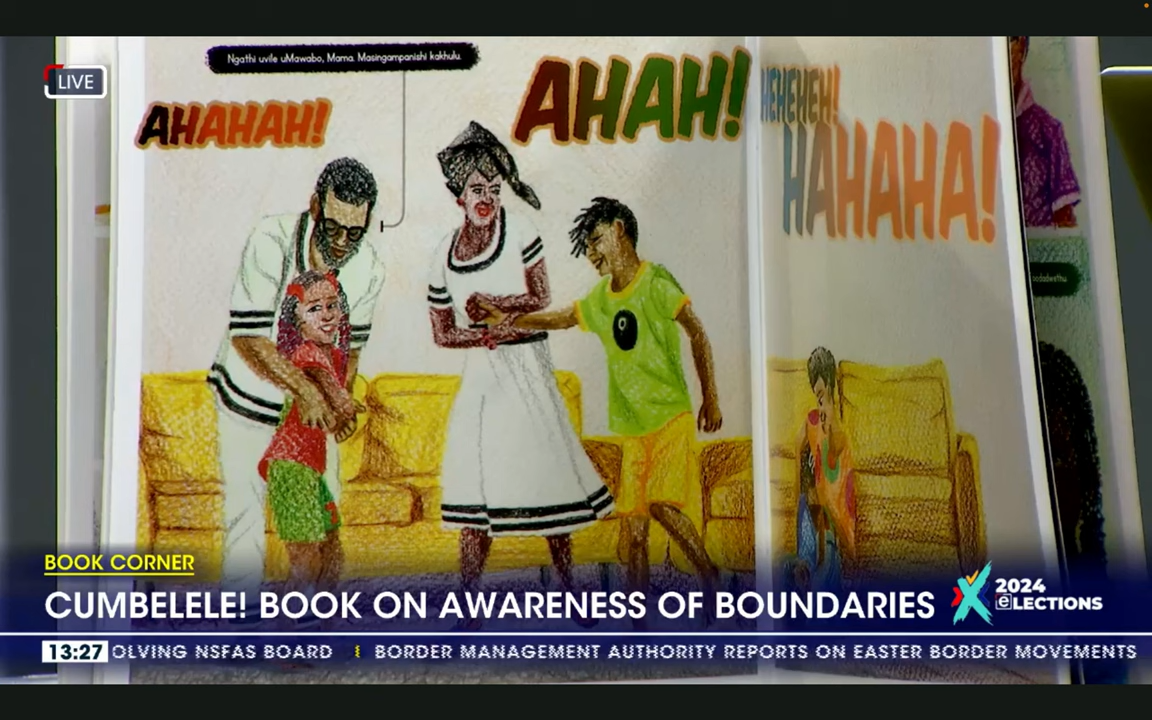 LIVE
Ngathi uvile uMawabo, Mama. Masingampanishi kakhulu.
AHAHAH!
AHAH!
HEHEHEH!
HAHAHA!
BOOK CORNER
CUMBELELE! BOOK ON AWARENESS OF BOUNDARIES
2024
eLECTIONS
13:27 OLVING NSFAS BOARD BORDER MANAGEMENT AUTHORITY REPORTS ON EASTER BORDER MOVEMENTS